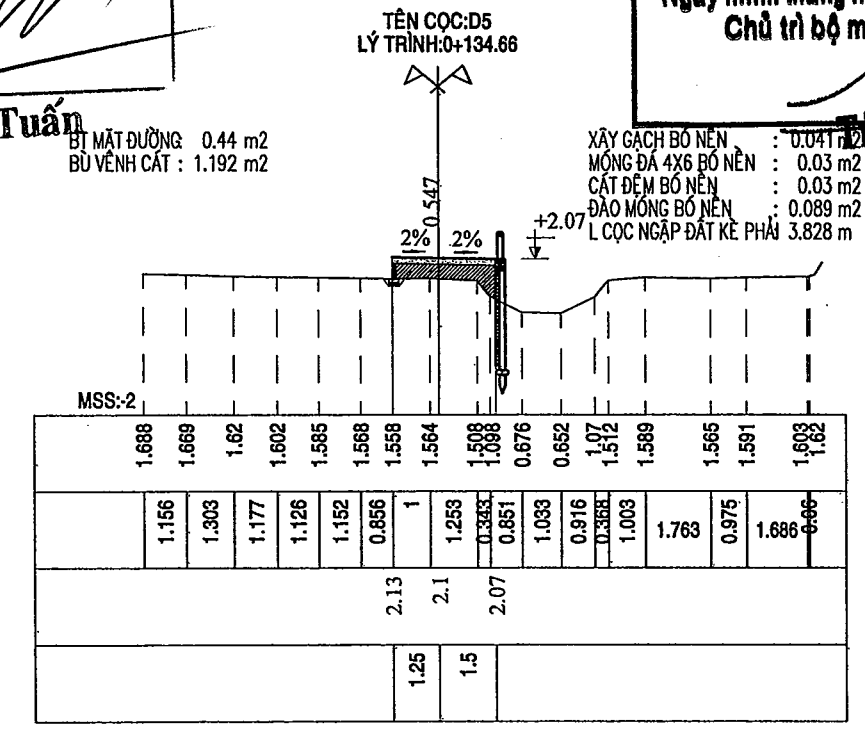 Chủ trì bộ m
Tuấn
TÊN CỌC:D5
LÝ TRÌNH:0+134.66
BT MẶT ĐƯỜNG 0.44 m2
BÙ VÊNH CÁT : 1.192 m2
XÂY GẠCH BÓ NỀN : 0.041 m2
MÓNG ĐÁ 4X6 BÓ NỀN : 0.03 m2
CÁT ĐỆM BÓ NỀN : 0.03 m2
ĐÀO MÓNG BÓ NỀN : 0.089 m2
L CỌC NGẬP ĐẤT KÈ PHẢI 3.828 m
0.547
+2.07
2% 2%
MSS:-2
1.688 1.669 1.62 1.602 1.585 1.568 1.558 1.564 1.508 1.098 0.676 0.652 1.07 1.512 1.589 1.565 1.591 1.603 1.62
1.156 1.303 1.177 1.126 1.152 0.856 1 1.253 0.343 0.851 1.033 0.916 0.368 1.003 1.763 0.975 1.686 0.06
2.13 2.1 2.07
1.25 1.5